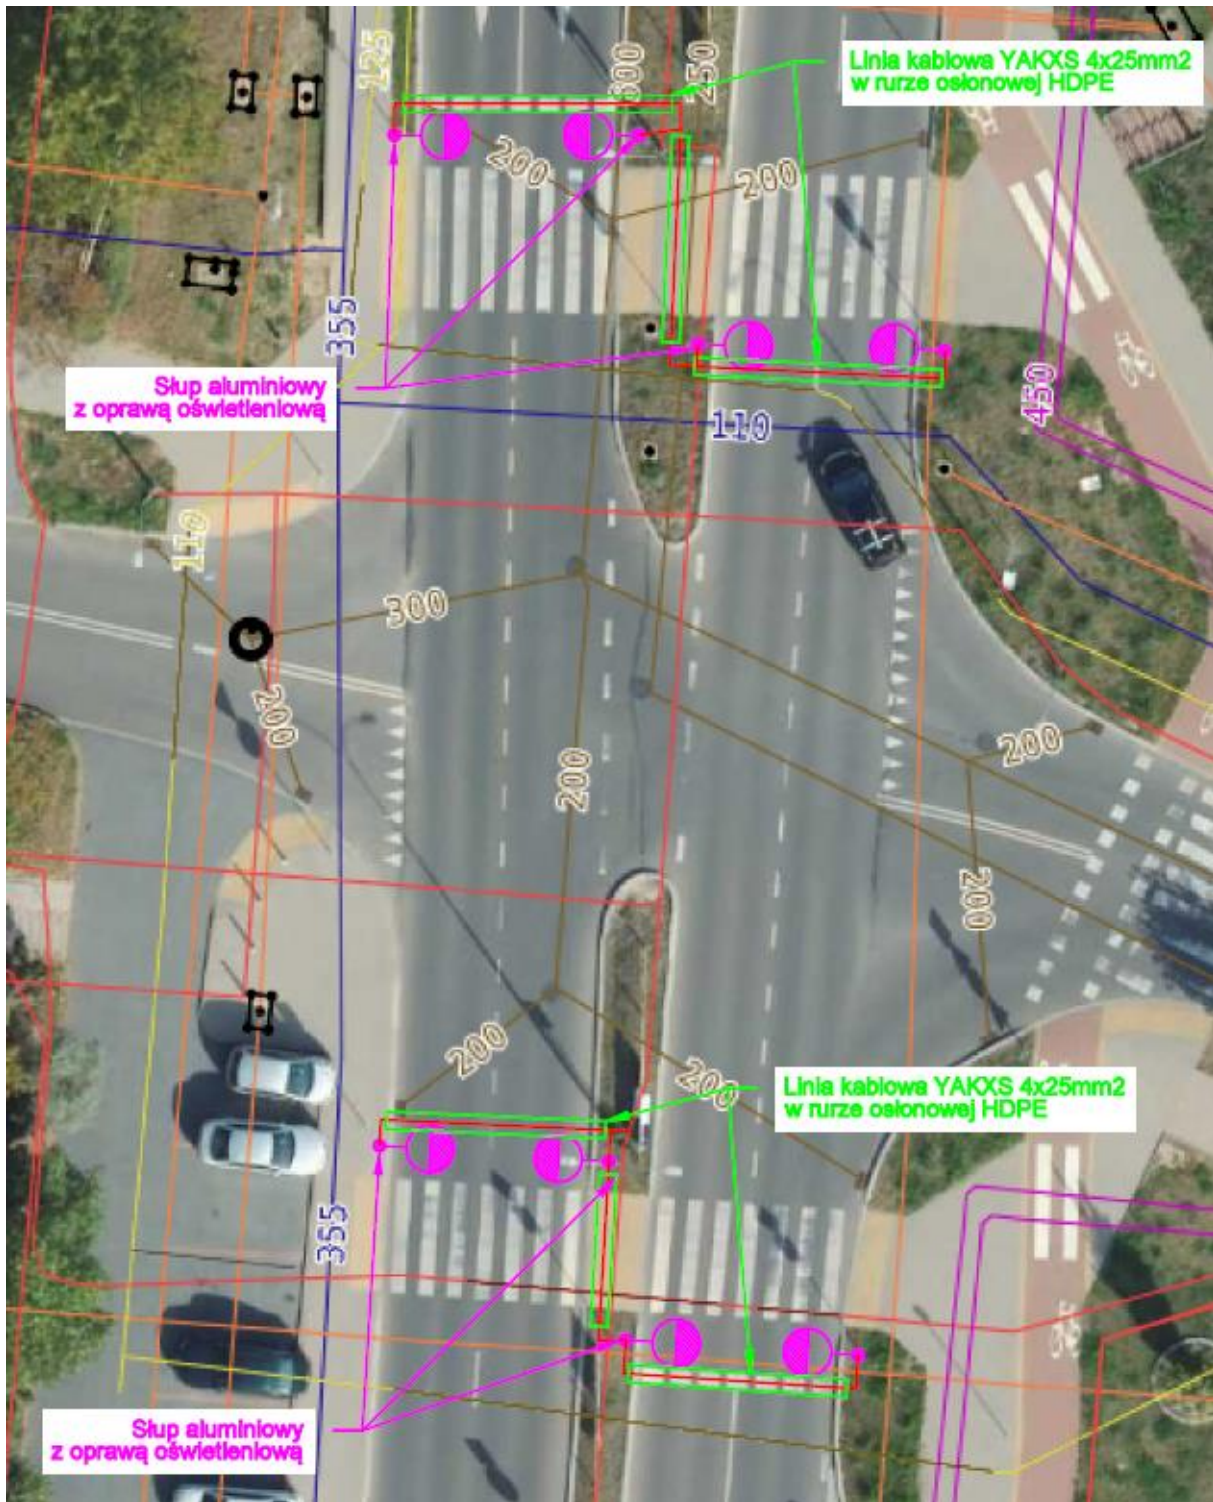 125
600
250
Linia kablowa YAKXS 4x25mm2
w rurze osłonowej HDPE
200
200
355
Słup aluminiowy
z oprawą oświetleniową
110
450
110
300
200
200
200
200
200
200
Linia kablowa YAKXS 4x25mm2
w rurze osłonowej HDPE
355
Słup aluminiowy
z oprawą oświetleniową